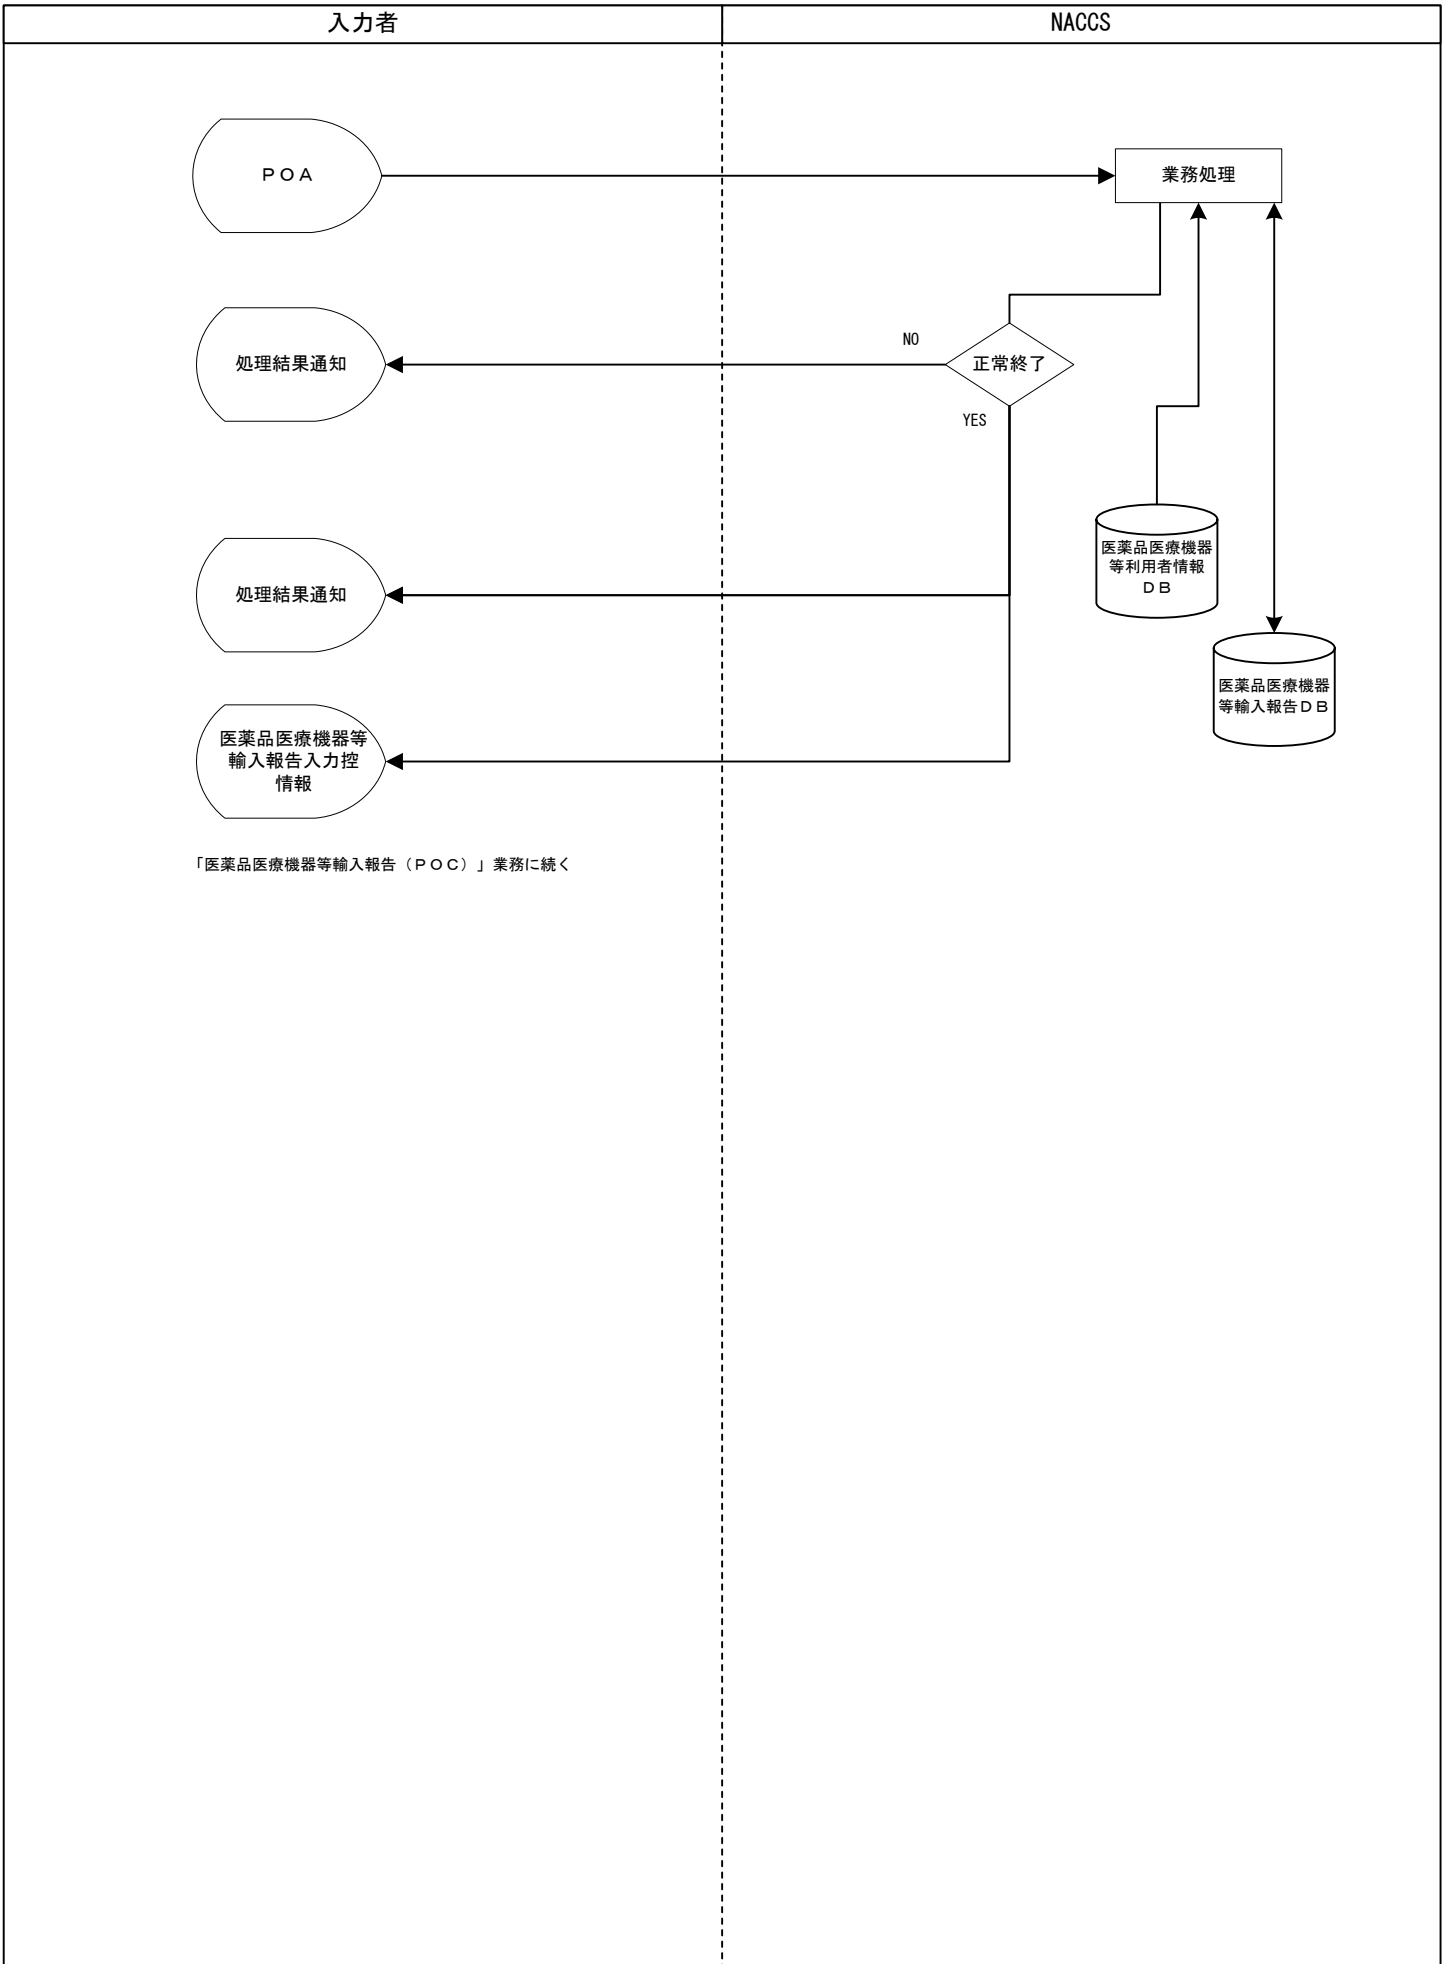 入力者
NACCS
ＰＯＡ
業務処理
NO
処理結果通知
正常終了
YES
処理結果通知
医薬品医療機器
等利用者情報
ＤＢ
医薬品医療機器
等輸入報告ＤＢ
医薬品医療機器等
輸入報告入力控
情報
「医薬品医療機器等輸入報告（ＰＯＣ）」業務に続く